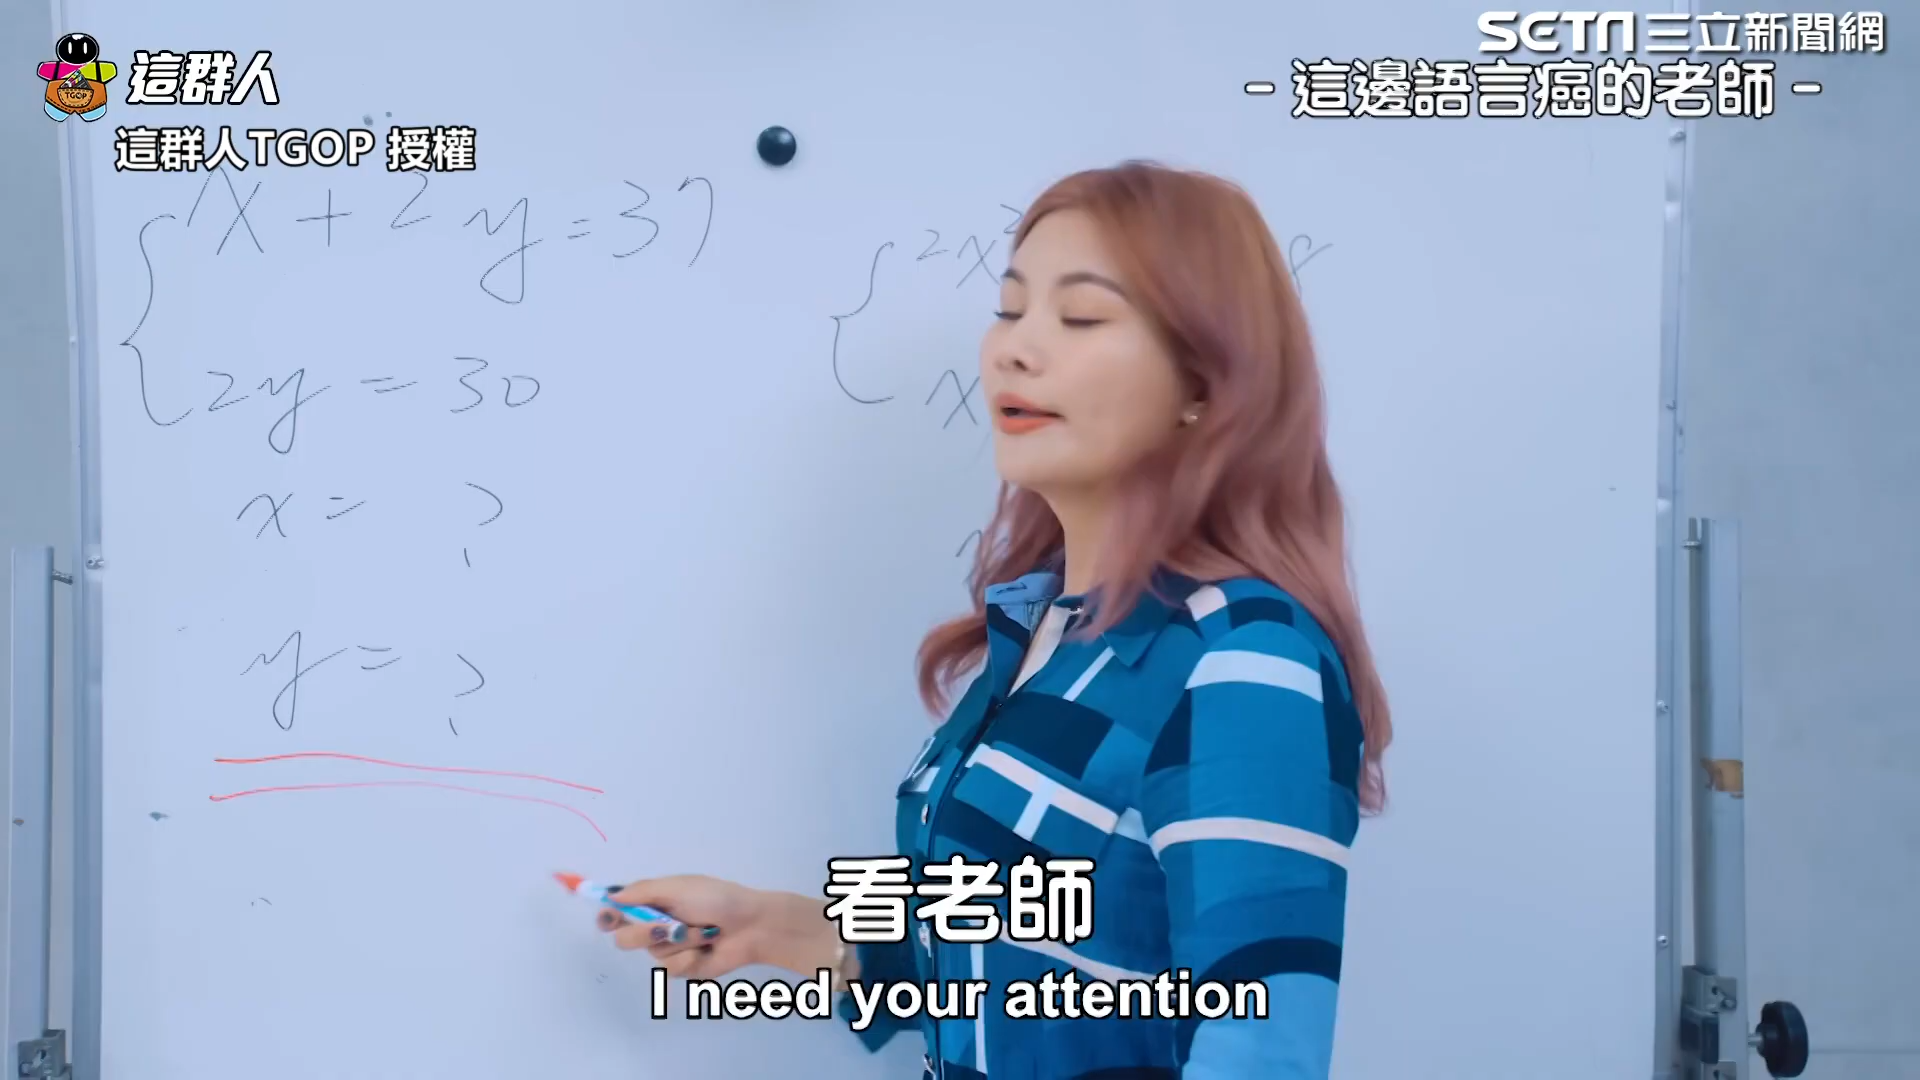 SETN三立新聞網
這群人
- 這邊語言癌的老師 -
這群人TGOP 授權
x + 2y = 37
2y = 30
x = ?
y = ?
2x²
x
看老師
I need your attention